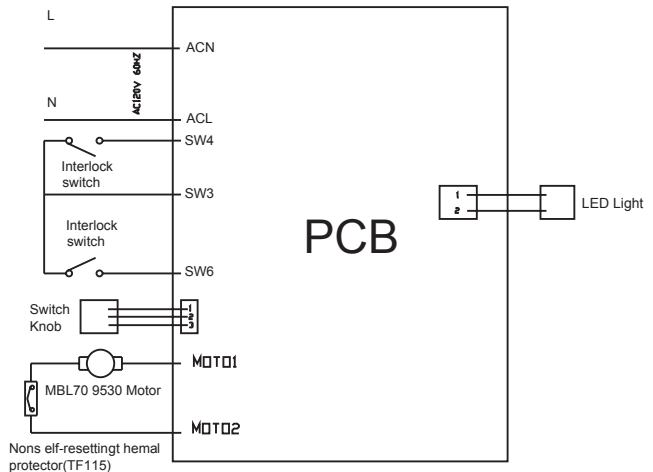 L
ACN
AC120V 60HZ
N
ACL
SW4
Interlock
switch
SW3
1
2
LED Light
PCB
Interlock
switch
SW6
Switch
Knob
1
2
3
MOTO1
MBL70 9530 Motor
MOTO2
Nons elf-resettingt hemal
protector(TF115)